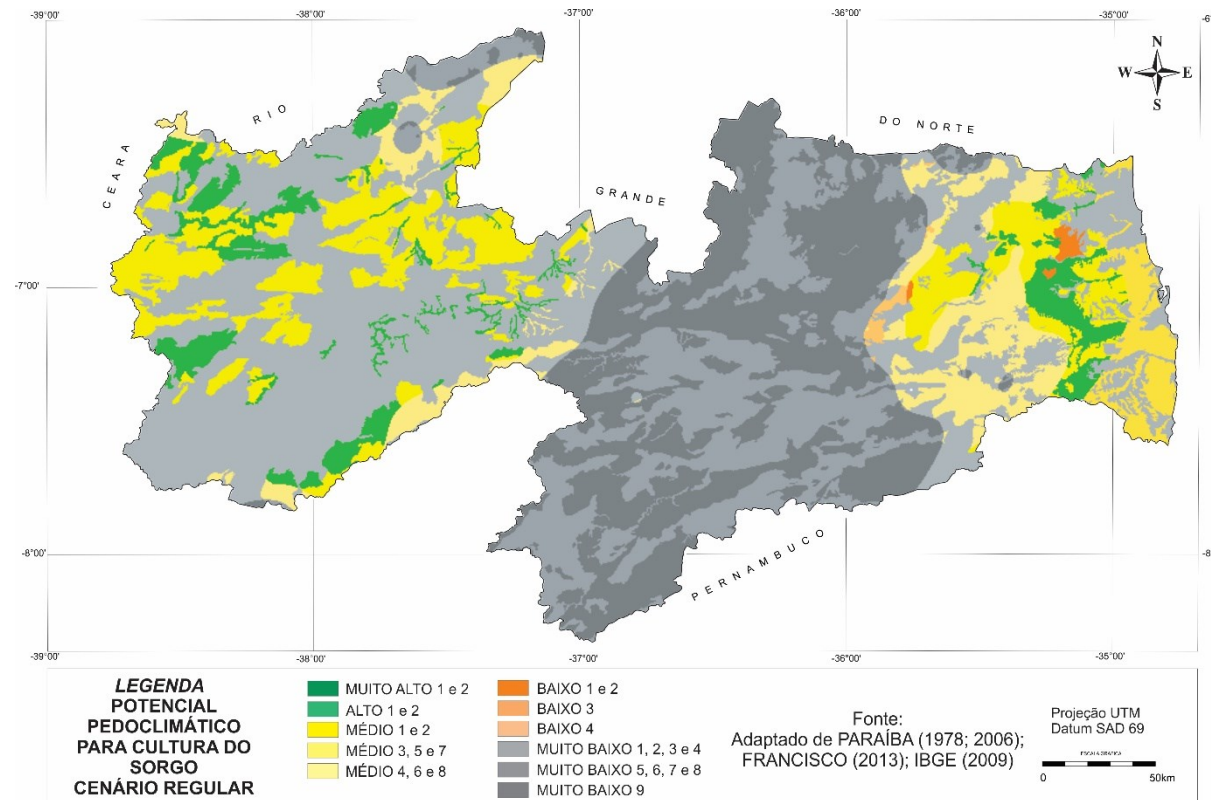 -39°00'
-38°00'
-37°00'
-36°00'
-35°00'
-6
N
W E
S
RIO
DO NORTE
CEARA
GRANDE
-7°00'
-8°00'
-8
PERNAMBUCO
-39°00'
-38°00'
-37°00'
-36°00'
-35°00'
LEGENDA
POTENCIAL
PEDOCLIMÁTICO
PARA CULTURA DO
SORGO
CENÁRIO REGULAR
MUITO ALTO 1 e 2
ALTO 1 e 2
MÉDIO 1 e 2
MÉDIO 3, 5 e 7
MÉDIO 4, 6 e 8
BAIXO 1 e 2
BAIXO 3
BAIXO 4
MUITO BAIXO 1, 2, 3 e 4
MUITO BAIXO 5, 6, 7 e 8
MUITO BAIXO 9
Fonte:
Adaptado de PARAÍBA (1978; 2006);
FRANCISCO (2013); IBGE (2009)
Projeção UTM
Datum SAD 69
ESCALA GRÁFICA
0 50km